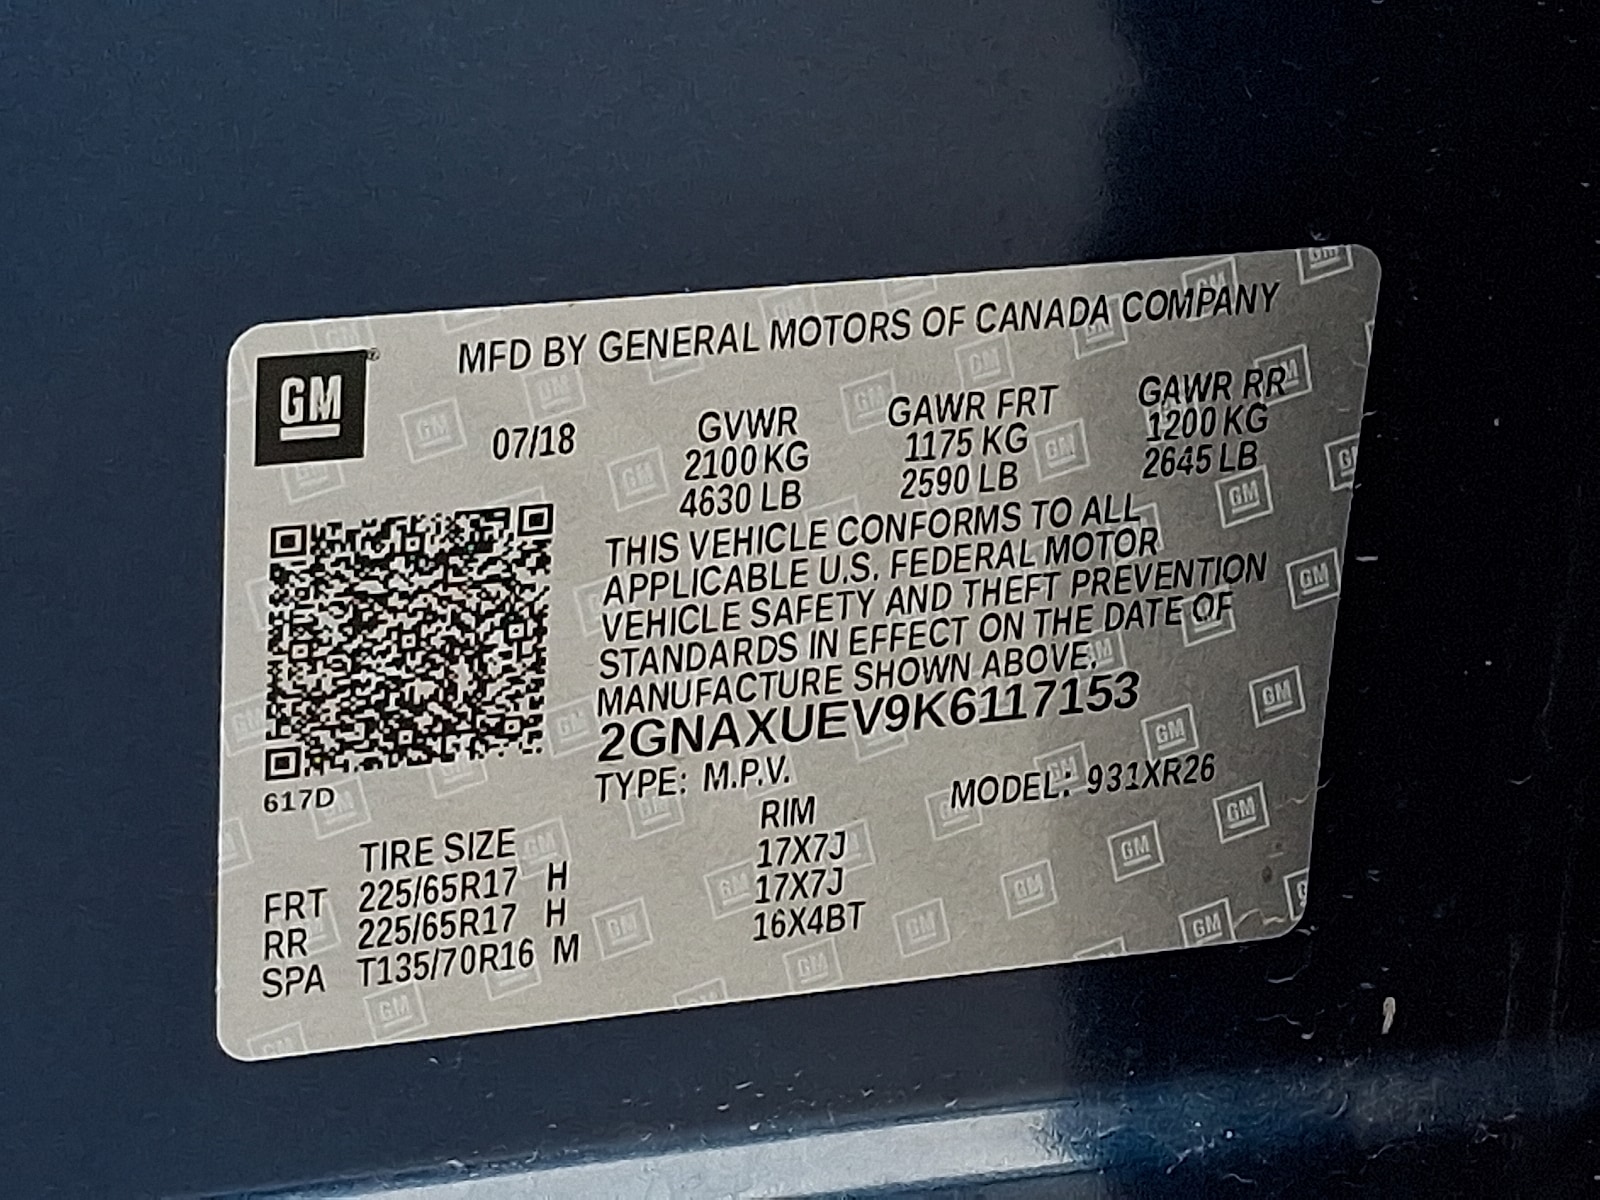 GM
MFD BY GENERAL MOTORS OF CANADA COMPANY
07/18 GVWR GAWR FRT GAWR RR
2100 KG 1175 KG 1200 KG
4630 LB 2590 LB 2645 LB
THIS VEHICLE CONFORMS TO ALL
APPLICABLE U.S. FEDERAL MOTOR
VEHICLE SAFETY AND THEFT PREVENTION
STANDARDS IN EFFECT ON THE DATE OF
MANUFACTURE SHOWN ABOVE.
2GNAXUEV9K6117153
TYPE: M.P.V. MODEL: 931XR26
617D
TIRE SIZE RIM
FRT 225/65R17 H 17X7J
RR 225/65R17 H 17X7J
SPA T135/70R16 M 16X4BT